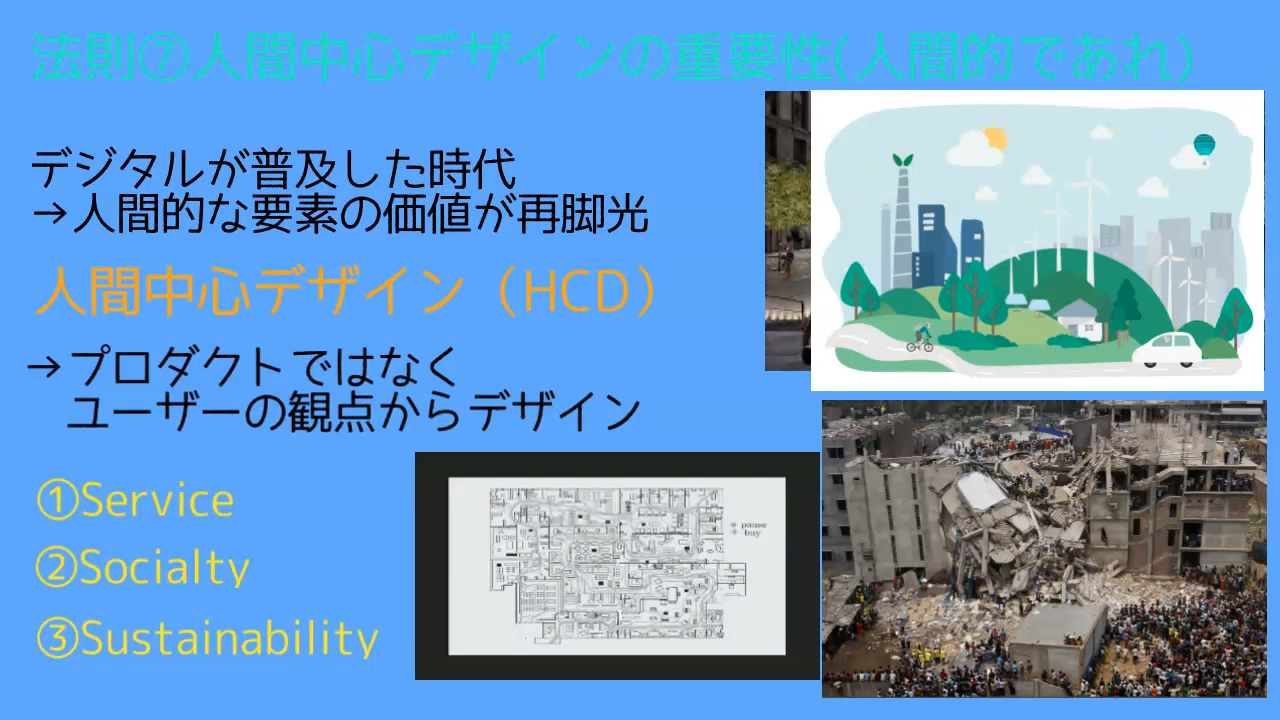 法則⑦人間中心デザインの重要性(人間的であれ)
デジタルが普及した時代
→人間的な要素の価値が再脚光
人間中心デザイン（HCD）
→プロダクトではなく
ユーザーの観点からデザイン
①Service
②Socialty
③Sustainability
pause
buy